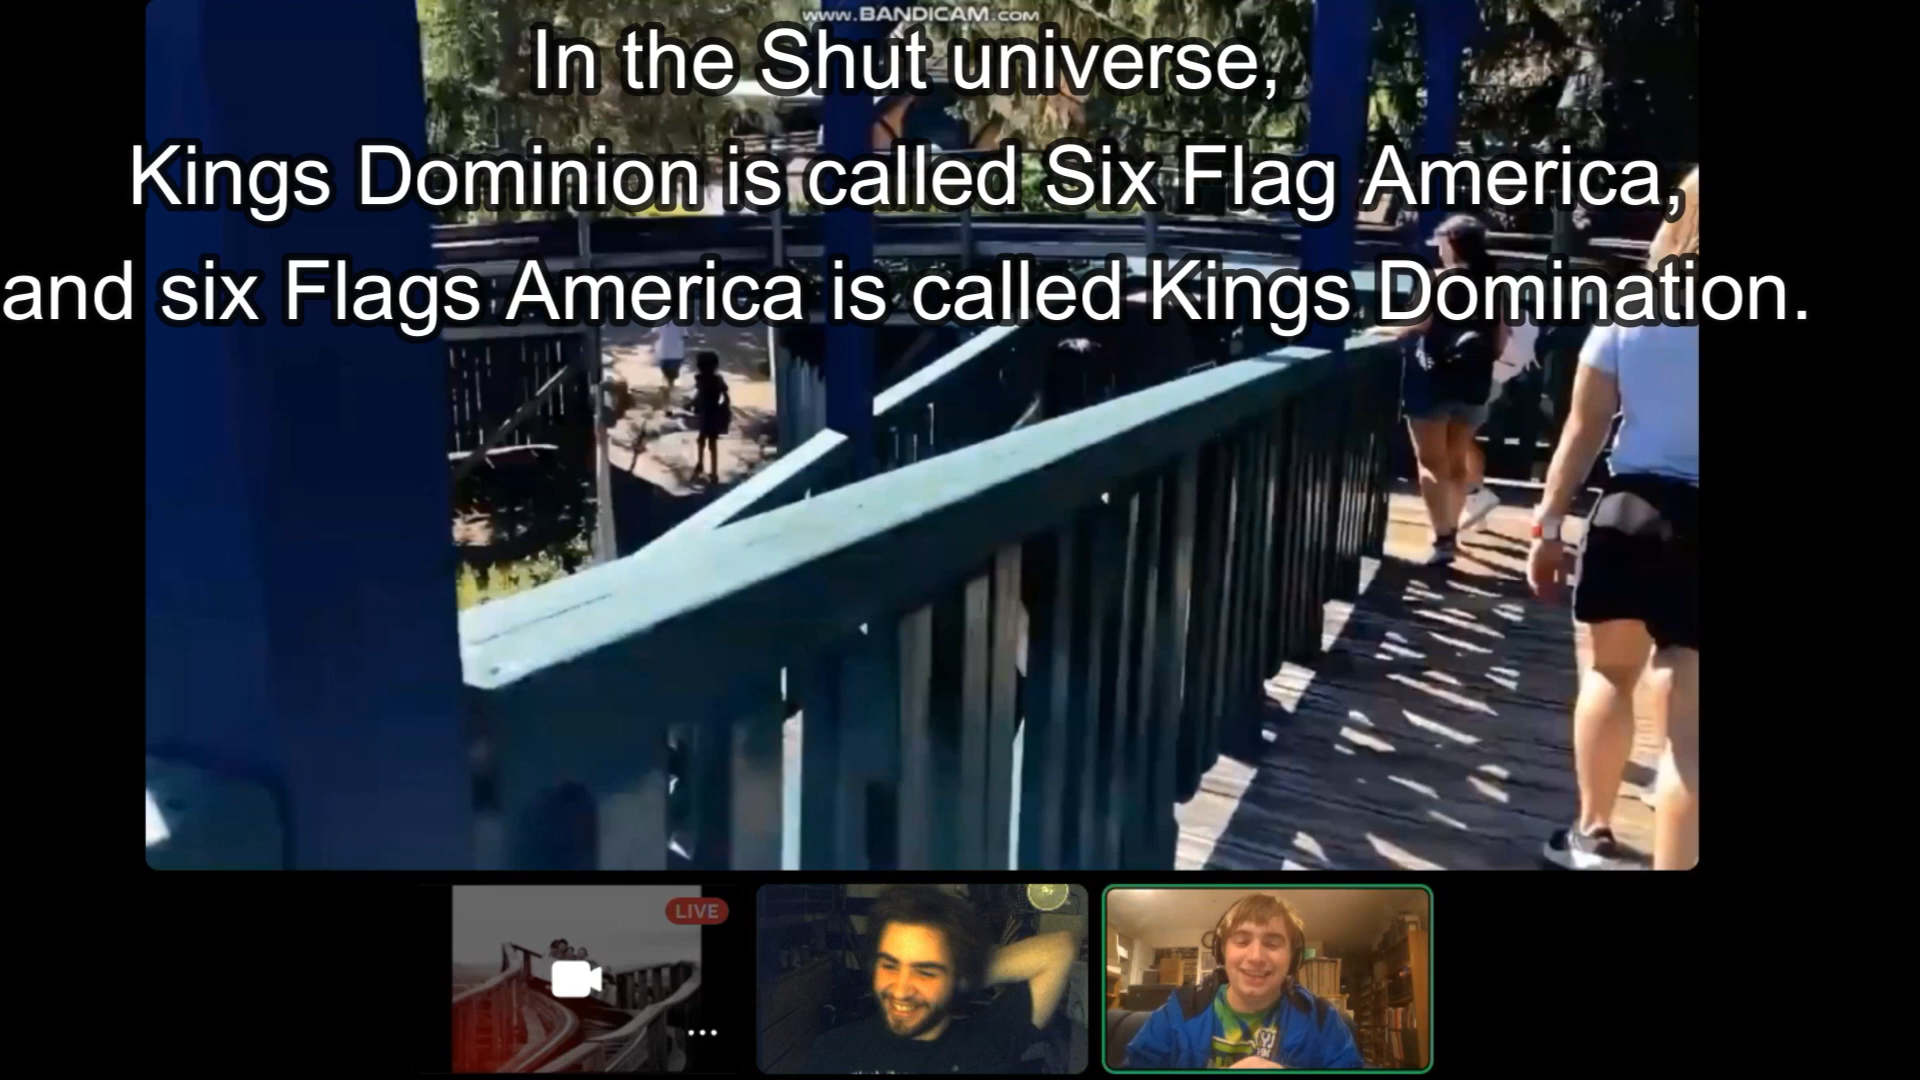 www.BANDICAM.com
In the Shut universe,
Kings Dominion is called Six Flag America,
and six Flags America is called Kings Domination.
LIVE